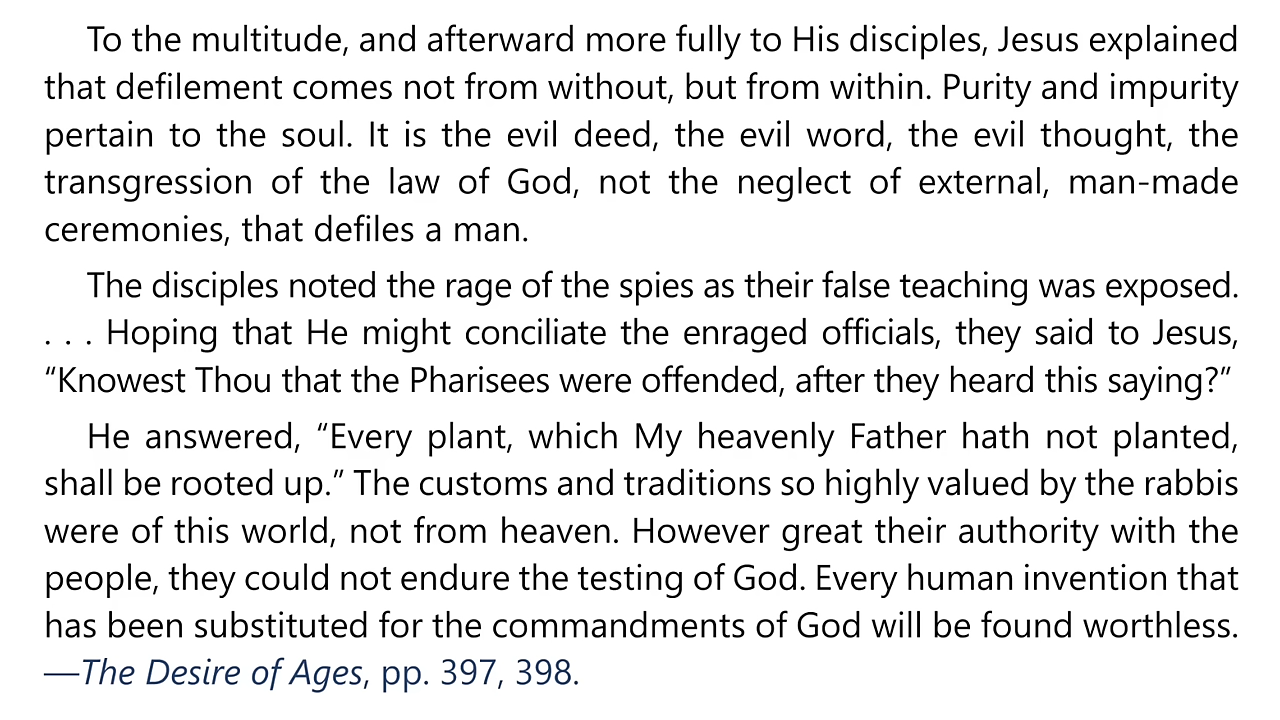 To the multitude, and afterward more fully to His disciples, Jesus explained
that defilement comes not from without, but from within. Purity and impurity
pertain to the soul. It is the evil deed, the evil word, the evil thought, the
transgression of the law of God, not the neglect of external, man-made
ceremonies, that defiles a man.
The disciples noted the rage of the spies as their false teaching was exposed.
. . . Hoping that He might conciliate the enraged officials, they said to Jesus,
“Knowest Thou that the Pharisees were offended, after they heard this saying?”
He answered, “Every plant, which My heavenly Father hath not planted,
shall be rooted up.” The customs and traditions so highly valued by the rabbis
were of this world, not from heaven. However great their authority with the
people, they could not endure the testing of God. Every human invention that
has been substituted for the commandments of God will be found worthless.
—The Desire of Ages, pp. 397, 398.